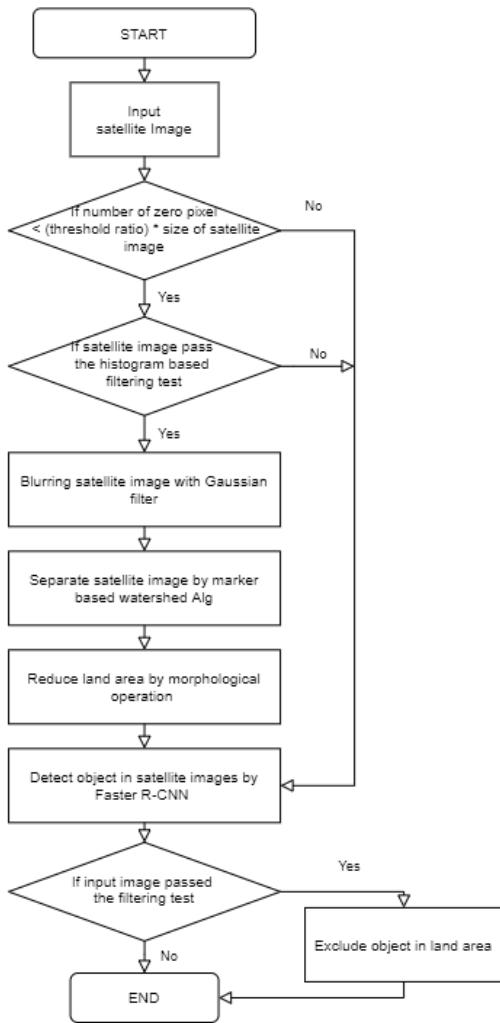 START
Input
satellite Image
If number of zero pixel
< (threshold ratio) * size of satellite
image
No
Yes
If satellite image pass
the histogram based
filtering test
No
Yes
Blurring satellite image with Gaussian
filter
Separate satellite image by marker
based watershed Alg
Reduce land area by morphological
operation
Detect object in satellite images by
Faster R-CNN
If input image passed
the filtering test
Yes
No
Exclude object in land area
END